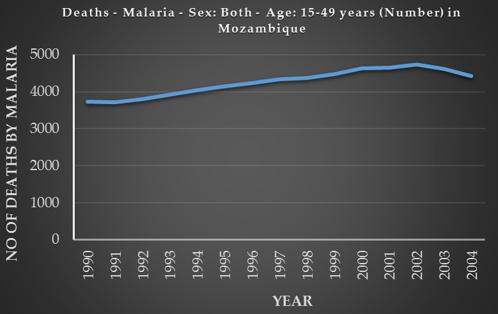 Deaths - Malaria - Sex: Both - Age: 15-49 years (Number) in
Mozambique
NO OF DEATHS BY MALARIA
5000
4000
3000
2000
1000
0
1990 1991 1992 1993 1994 1995 1996 1997 1998 1999 2000 2001 2002 2003 2004
YEAR